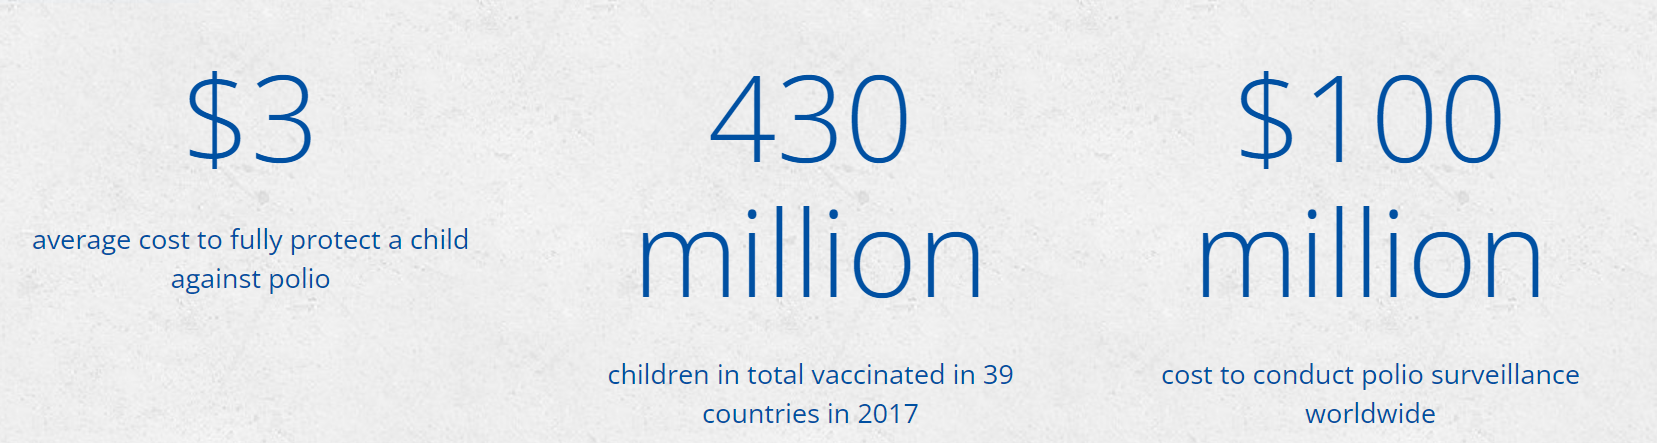 $3
average cost to fully protect a child
against polio
430
million
children in total vaccinated in 39
countries in 2017
$100
million
cost to conduct polio surveillance
worldwide